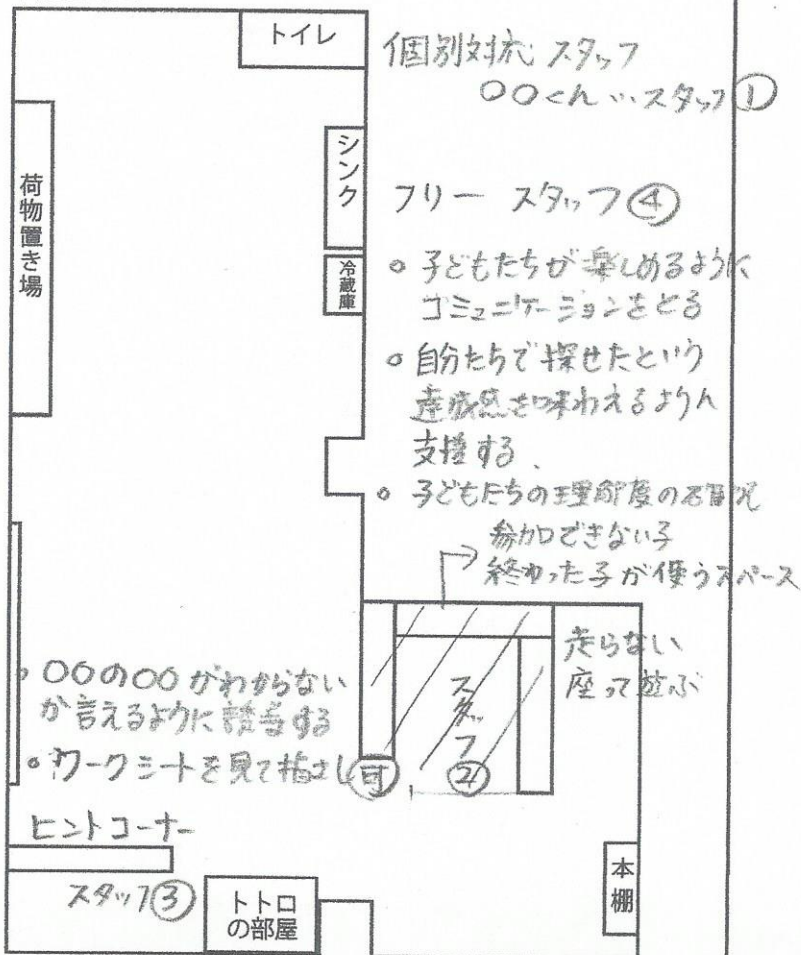 トイレ
個別対応 スタッフ
〇〇くん…スタッフ①
シンク
荷物置き場
フリー スタッフ④
冷蔵庫
○ 子どもたちが楽しめるように
コミュニケーションをとる
○ 自分たちで探せたという
達成感を味わえるように
支援する、
○ 子どもたちの理解度の
参加できない子
終わった子が使うスペース
走らない
座って遊ぶ
スタッフ②
○ 〇〇の〇〇がわからない
か言えるように
○ ワークシートを見て指さし可
ヒントコーナー
スタッフ③
トトロ
の部屋
本棚